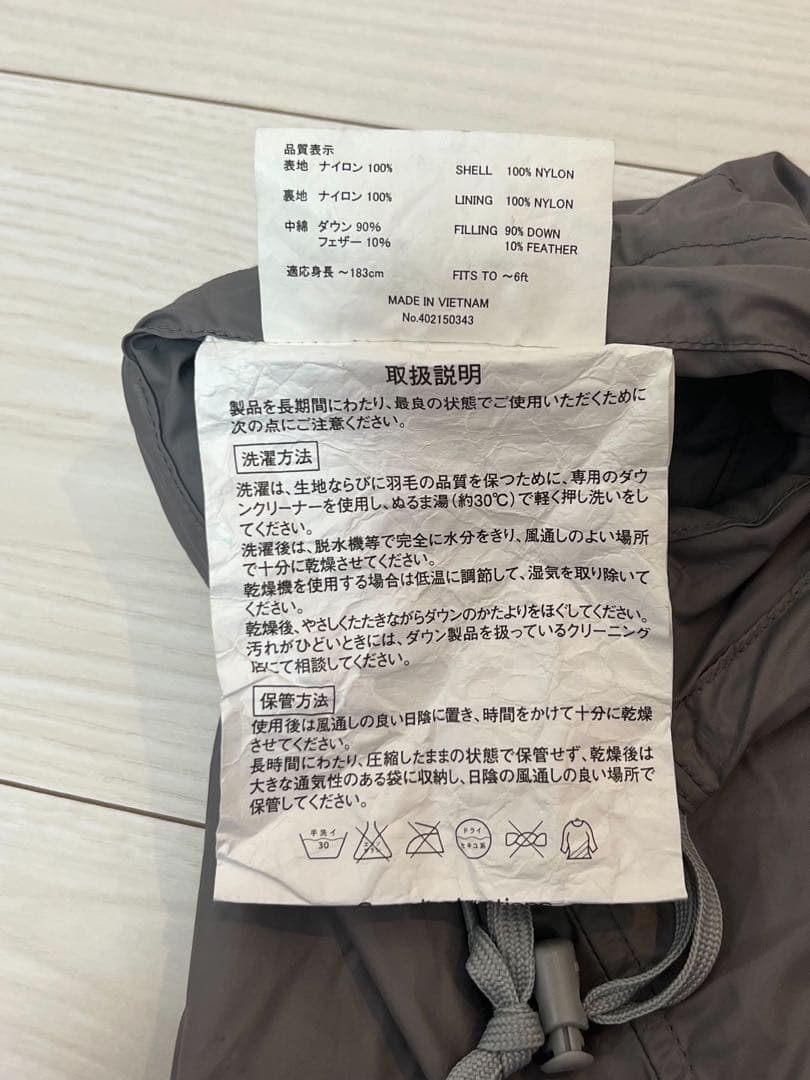 品質表示
表地 ナイロン 100% SHELL 100% NYLON
裏地 ナイロン 100% LINING 100% NYLON
中綿 ダウン 90% FILLING 90% DOWN
フェザー 10% 10% FEATHER
適応身長 ～183cm FITS TO ～6ft
MADE IN VIETNAM
No.402150343
取扱説明
製品を長期間にわたり、最良の状態でご使用いただくために
次の点にご注意ください。
洗濯方法
洗濯は、生地ならびに羽毛の品質を保つために、専用のダウ
ンクリーナーを使用し、ぬるま湯(約30℃)で軽く押し洗いをし
てください。
洗濯後は、脱水機等で完全に水分をきり、風通しのよい場所
で十分に乾燥させてください。
乾燥機を使用する場合は低温に調節して、湿気を取り除いて
ください。
乾燥後、やさしくたたきながらダウンのかたよりをほぐしてください。
汚れがひどいときには、ダウン製品を扱っているクリーニング
店にて相談してください。
保管方法
使用後は風通しの良い日陰に置き、時間をかけて十分に乾燥
させてください。
長時間にわたり、圧縮したままの状態で保管せず、乾燥後は
大きな通気性のある袋に収納し、日陰の風通しの良い場所で
保管してください。
手洗イ 30 ドライ セキユ系